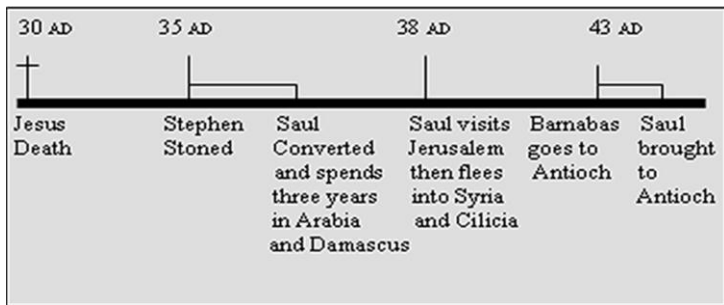 30 AD
35 AD
38 AD
43 AD
Jesus
Death
Stephen
Stoned
Saul
Converted
and spends
three years
in Arabia
and Damascus
Saul visits
Jerusalem
then flees
into Syria
and Cilicia
Barnabas
goes to
Antioch
Saul
brought
to
Antioch